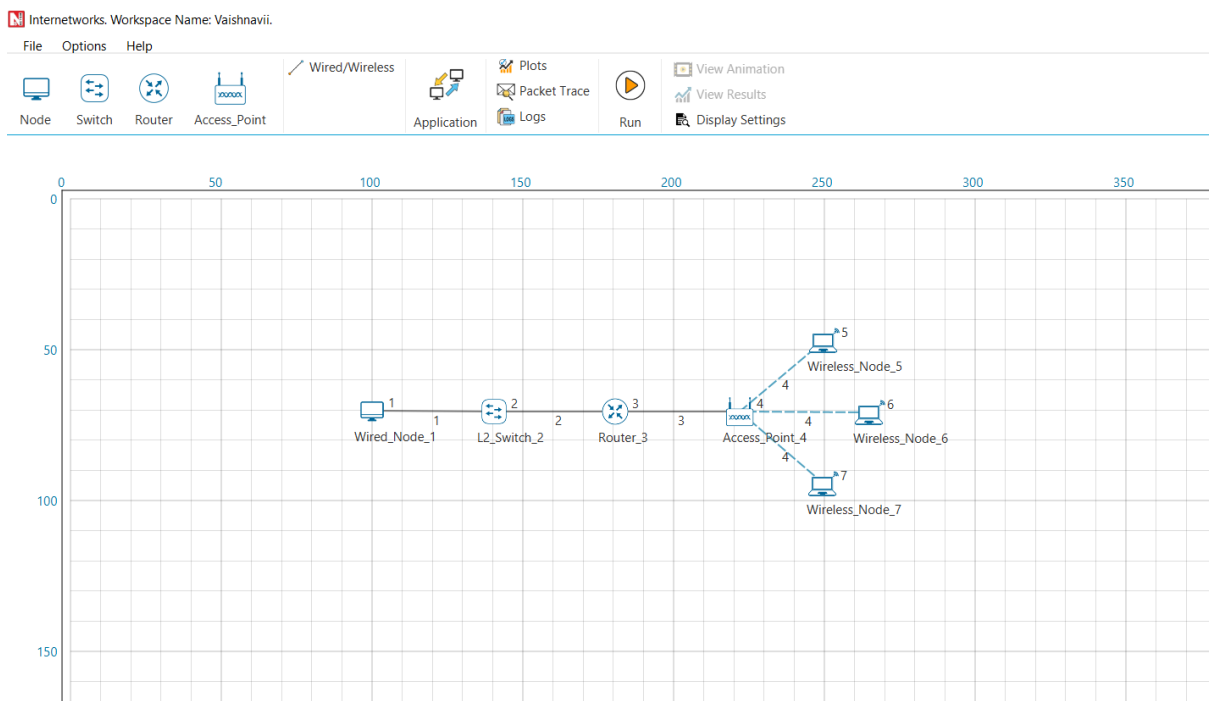 Internetworks. Workspace Name: Vaishnavii.
File Options Help
Node
Switch
Router
Access_Point
Wired/Wireless
Application
Plots
Packet Trace
Logs
Run
View Animation
View Results
Display Settings
0 50 100 150 200 250 300 350
0
50
100
150
5
Wireless_Node_5
4
1
Wired_Node_1
1
2
L2_Switch_2
2
3
Router_3
3
4
Access_Point_4
4
6
Wireless_Node_6
4
7
Wireless_Node_7